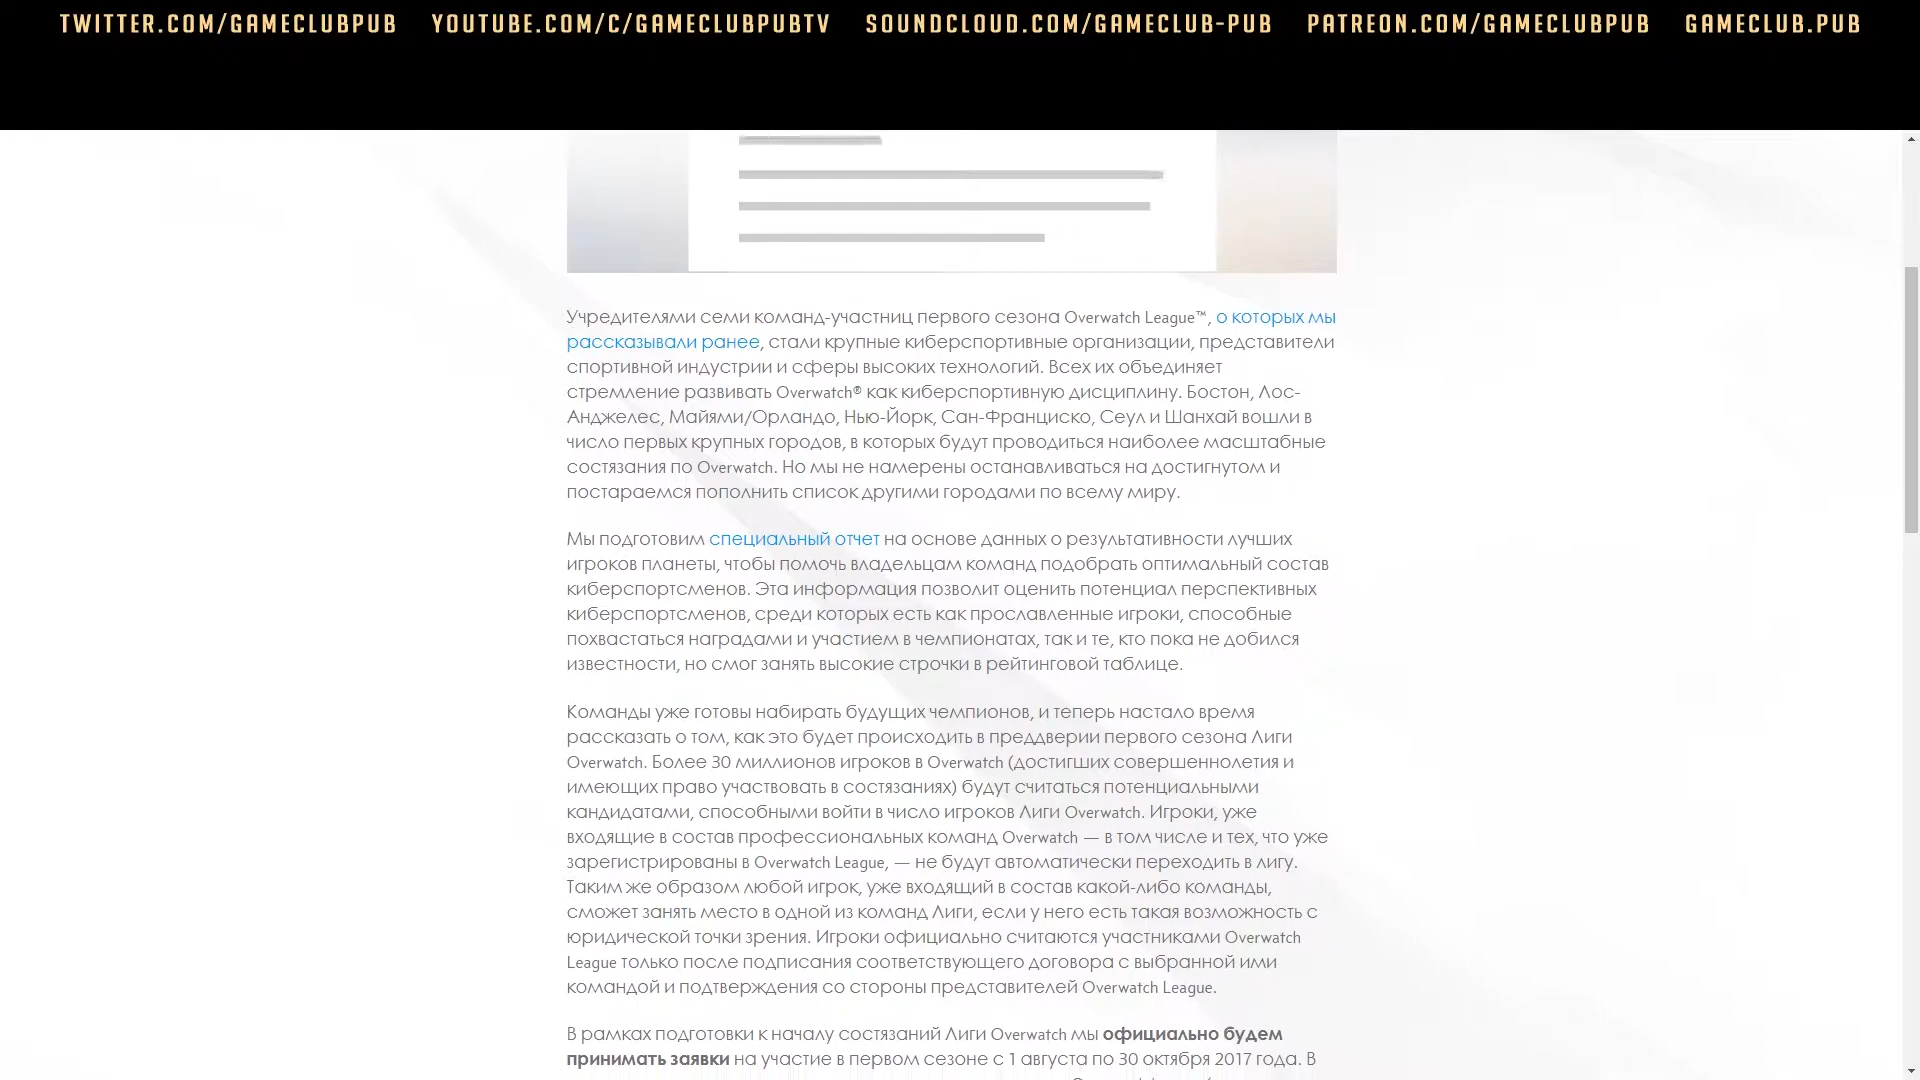 TWITTER.COM/GAMECLUBPUB YOUTUBE.COM/C/GAMECLUBPUBTV SOUNDCLOUD.COM/GAMECLUB-PUB PATREON.COM/GAMECLUBPUB GAMECLUB.PUB
Учредителями семи команд-участниц первого сезона Overwatch League™, о которых мы
рассказывали ранее, стали крупные киберспортивные организации, представители
спортивной индустрии и сферы высоких технологий. Всех их объединяет
стремление развивать Overwatch® как киберспортивную дисциплину. Бостон, Лос-
Анджелес, Майями/Орландо, Нью-Йорк, Сан-Франциско, Сеул и Шанхай вошли в
число первых крупных городов, в которых будут проводиться наиболее масштабные
состязания по Overwatch. Но мы не намерены останавливаться на достигнутом и
постараемся пополнить список другими городами по всему миру.
Мы подготовим специальный отчет на основе данных о результативности лучших
игроков планеты, чтобы помочь владельцам команд подобрать оптимальный состав
киберспортсменов. Эта информация позволит оценить потенциал перспективных
киберспортсменов, среди которых есть как прославленные игроки, способные
похвастаться наградами и участием в чемпионатах, так и те, кто пока не добился
известности, но смог занять высокие строчки в рейтинговой таблице.
Команды уже готовы набирать будущих чемпионов, и теперь настало время
рассказать о том, как это будет происходить в преддверии первого сезона Лиги
Overwatch. Более 30 миллионов игроков в Overwatch (достигших совершеннолетия и
имеющих право участвовать в состязаниях) будут считаться потенциальными
кандидатами, способными войти в число игроков Лиги Overwatch. Игроки, уже
входящие в состав профессиональных команд Overwatch — в том числе и тех, что уже
зарегистрированы в Overwatch League, — не будут автоматически переходить в лигу.
Таким же образом любой игрок, уже входящий в состав какой-либо команды,
сможет занять место в одной из команд Лиги, если у него есть такая возможность с
юридической точки зрения. Игроки официально считаются участниками Overwatch
League только после подписания соответствующего договора с выбранной ими
командой и подтверждения со стороны представителей Overwatch League.
В рамках подготовки к началу состязаний Лиги Overwatch мы официально будем
принимать заявки на участие в первом сезоне с 1 августа по 30 октября 2017 года. В